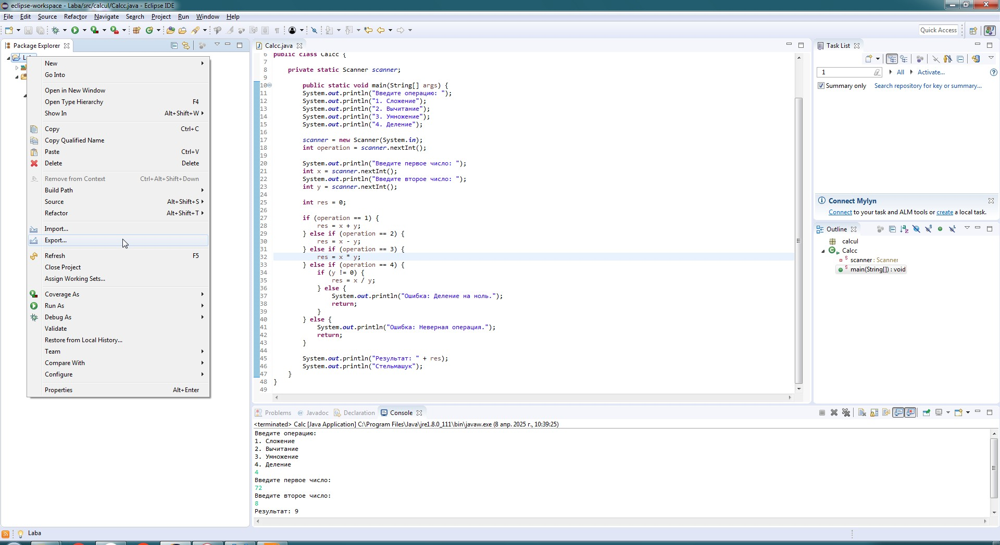 eclipse-workspace - Laba/src/calcul/Calcc.java - Eclipse IDE
File Edit Source Refactor Navigate Search Project Run Window Help
Quick Access
Package Explorer
New
Go Into
Open in New Window
Open Type Hierarchy F4
Show In Alt+Shift+W
Copy Ctrl+C
Copy Qualified Name
Paste Ctrl+V
Delete Delete
Remove from Context Ctrl+Alt+Shift+Down
Build Path
Source Alt+Shift+S
Refactor Alt+Shift+T
Import...
Export...
Refresh F5
Close Project
Assign Working Sets...
Coverage As
Run As
Debug As
Validate
Restore from Local History...
Team
Compare With
Configure
Properties Alt+Enter
Calcc.java
6 public class Calcc {
7
8 private static Scanner scanner;
9
10 public static void main(String[] args) {
11 System.out.println("Введите операцию: ");
12 System.out.println("1. Сложение");
13 System.out.println("2. Вычитание");
14 System.out.println("3. Умножение");
15 System.out.println("4. Деление");
16
17 scanner = new Scanner(System.in);
18 int operation = scanner.nextInt();
19
20 System.out.println("Введите первое число: ");
21 int x = scanner.nextInt();
22 System.out.println("Введите второе число: ");
23 int y = scanner.nextInt();
24
25 int res = 0;
26
27 if (operation == 1) {
28 res = x + y;
29 } else if (operation == 2) {
30 res = x - y;
31 } else if (operation == 3) {
32 res = x * y;
33 } else if (operation == 4) {
34 if (y != 0) {
35 res = x / y;
36 } else {
37 System.out.println("Ошибка: Деление на ноль.");
38 return;
39 }
40 } else {
41 System.out.println("Ошибка: Неверная операция.");
42 return;
43 }
44
45 System.out.println("Результат: " + res);
46 System.out.println("Стельмашук");
47 }
48 }
49
Task List
1 All Activate...
Summary only Search repository for key or summary...
Connect Mylyn
Connect to your task and ALM tools or create a local task.
Outline
calcul
Calcc
scanner : Scanner
main(String[]) : void
Problems Javadoc Declaration Console
<terminated> Calc [Java Application] C:\Program Files\Java\jre1.8.0_111\bin\javaw.exe (8 апр. 2025 г., 10:39:25)
Введите операцию:
1. Сложение
2. Вычитание
3. Умножение
4. Деление
4
Введите первое число:
72
Введите второе число:
8
Результат: 9
Laba